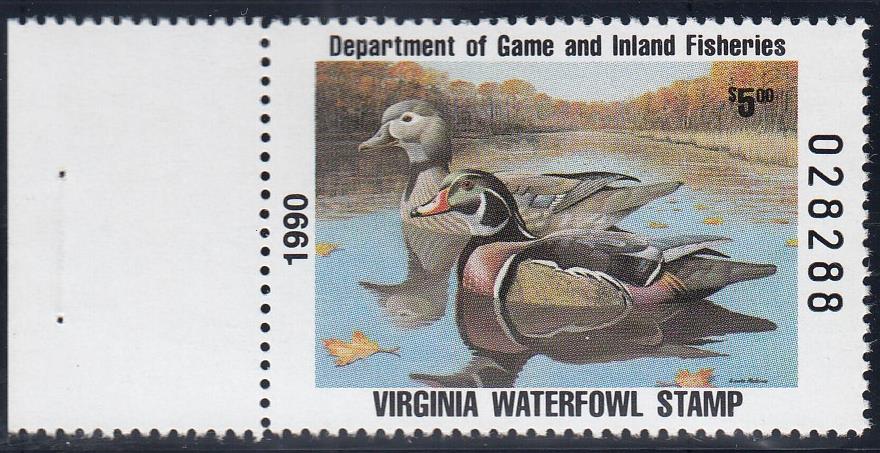 Department of Game and Inland Fisheries
$5.00
1990
028288
VIRGINIA WATERFOWL STAMP